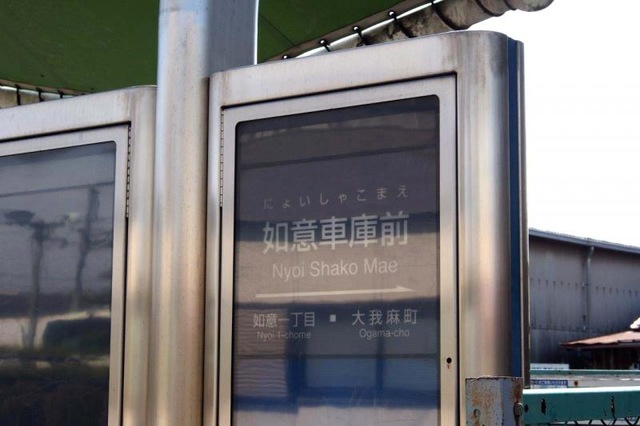 にょいしゃこまえ
如意車庫前
Nyoi Shako Mae
如意一丁目 ■ 大我麻町
Nyoi 1-chome Ogama-cho